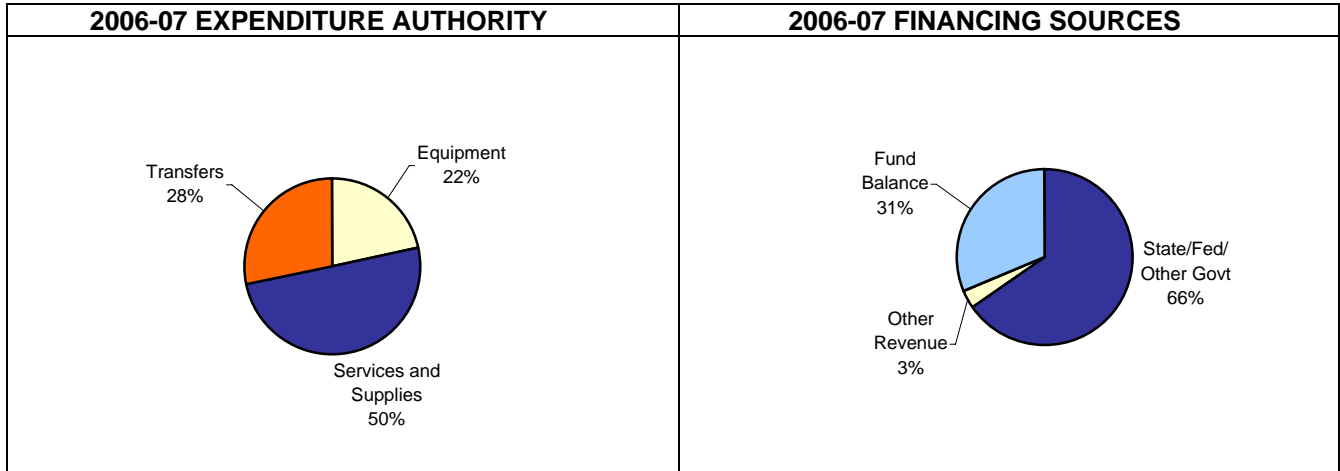 2006-07 EXPENDITURE AUTHORITY
Transfers
28%
Equipment
22%
Services and
Supplies
50%
2006-07 FINANCING SOURCES
Fund
Balance
31%
State/Fed/
Other Govt
66%
Other
Revenue
3%